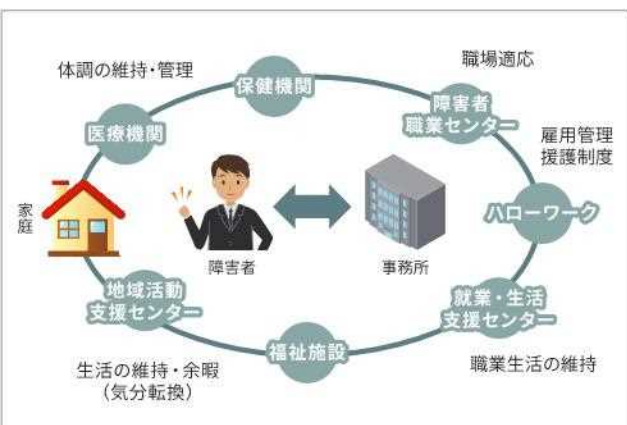 体調の維持・管理
保健機関
職場適応
医療機関
障害者
職業センター
雇用管理
援護制度
家庭
障害者
事務所
ハローワーク
地域活動
支援センター
就業・生活
支援センター
福祉施設
生活の維持・余暇
（気分転換）
職業生活の維持